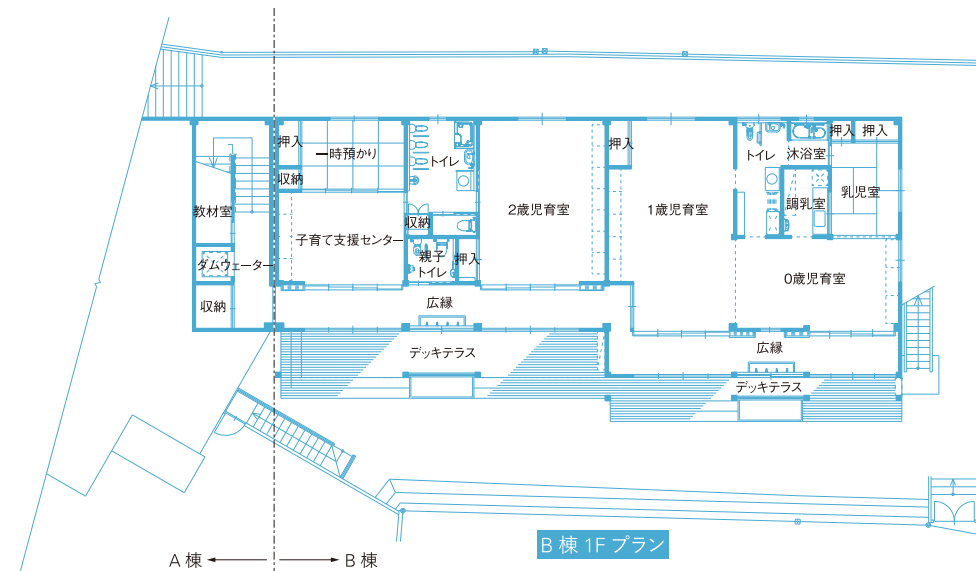 押入
一時預かり
収納
トイレ
収納
教材室
ダムウェーター
収納
子育て支援センター
親子
トイレ
押入
2歳児育室
押入
1歳児育室
トイレ
沐浴室
押入
押入
調乳室
乳児室
0歳児育室
広縁
広縁
デッキテラス
デッキテラス
B棟 1F プラン
A棟
B棟